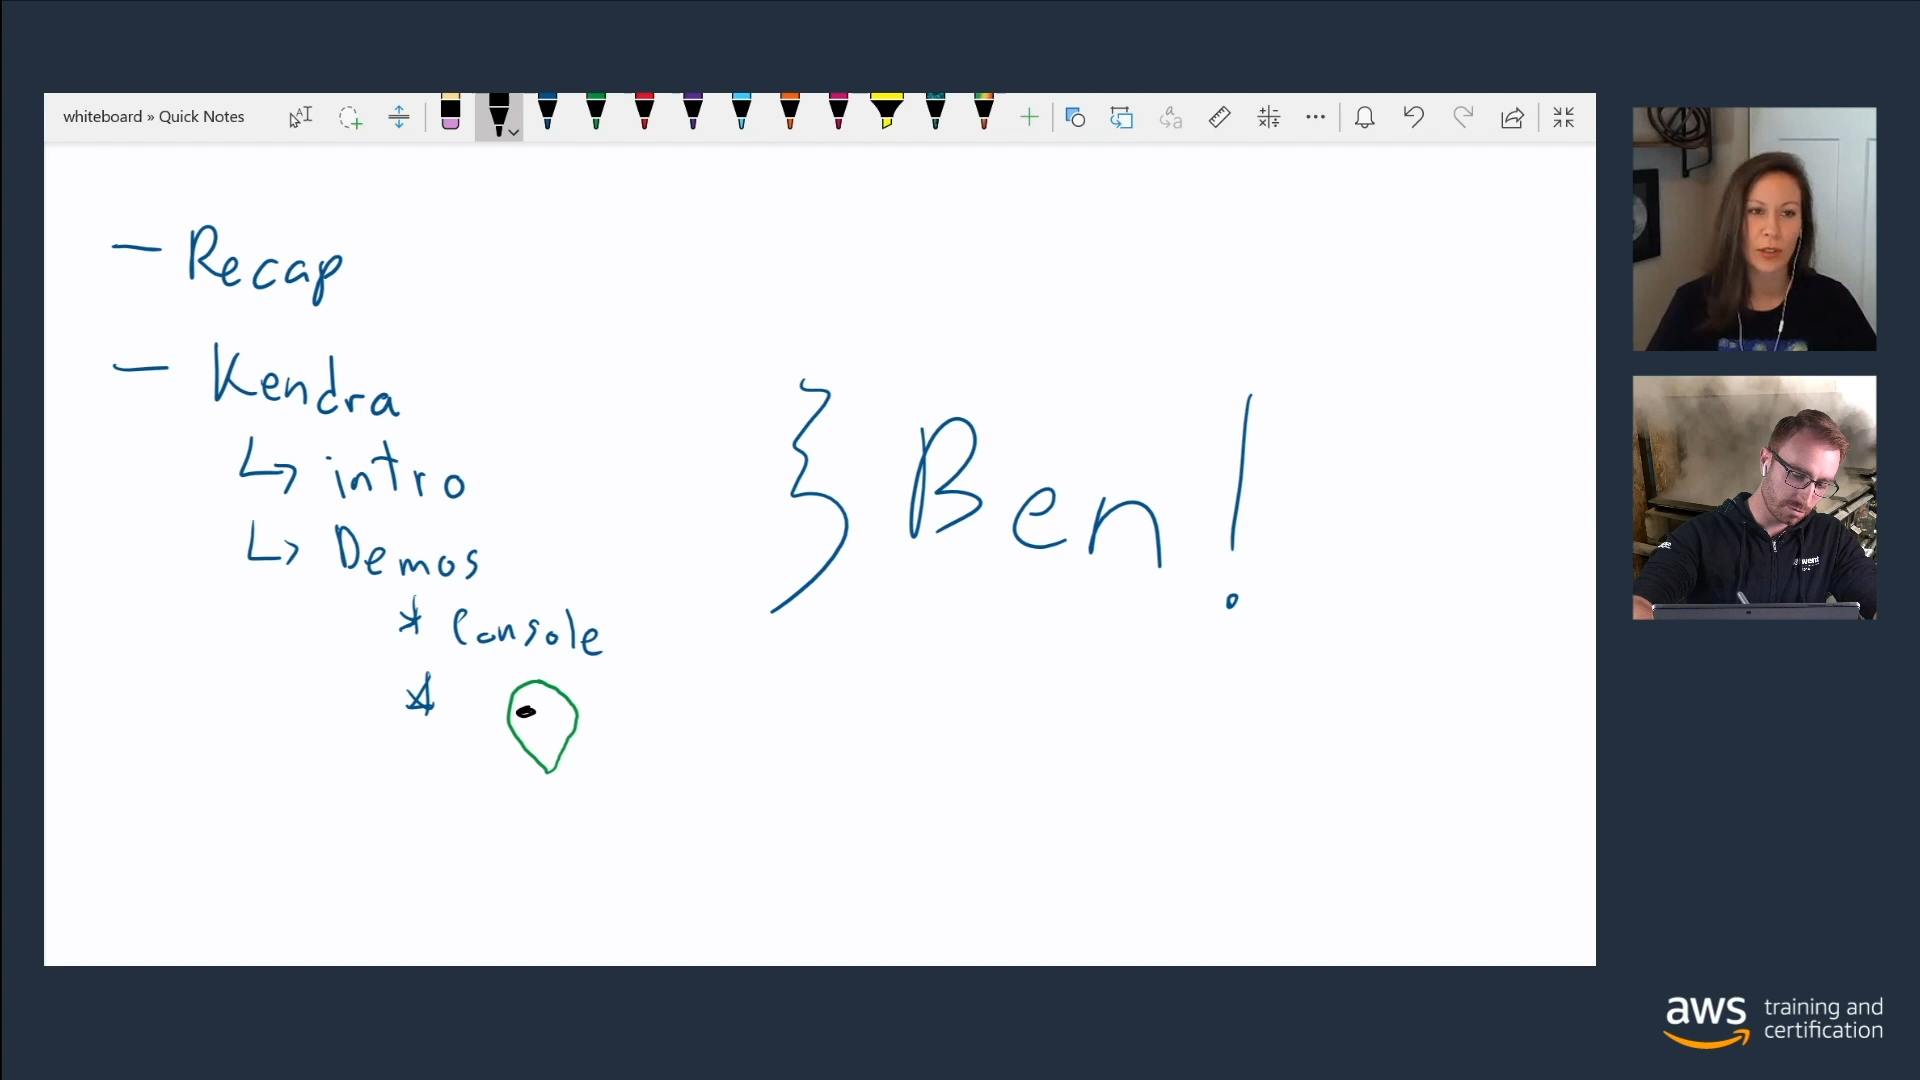 whiteboard » Quick Notes
— Recap
— Kendra
↳ intro
↳ Demos
* Console
*
} Ben!
aws training and
certification